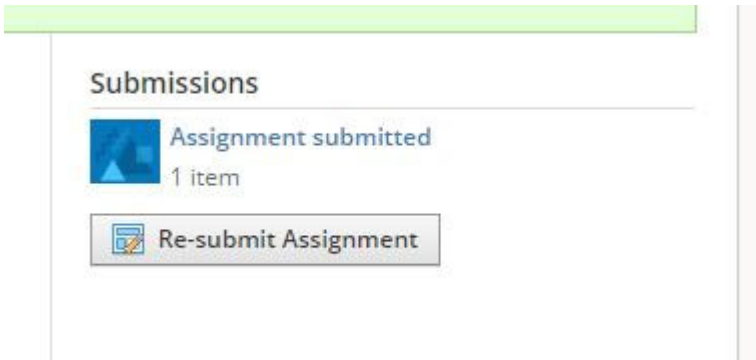 Submissions
Assignment submitted
1 item
Re-submit Assignment